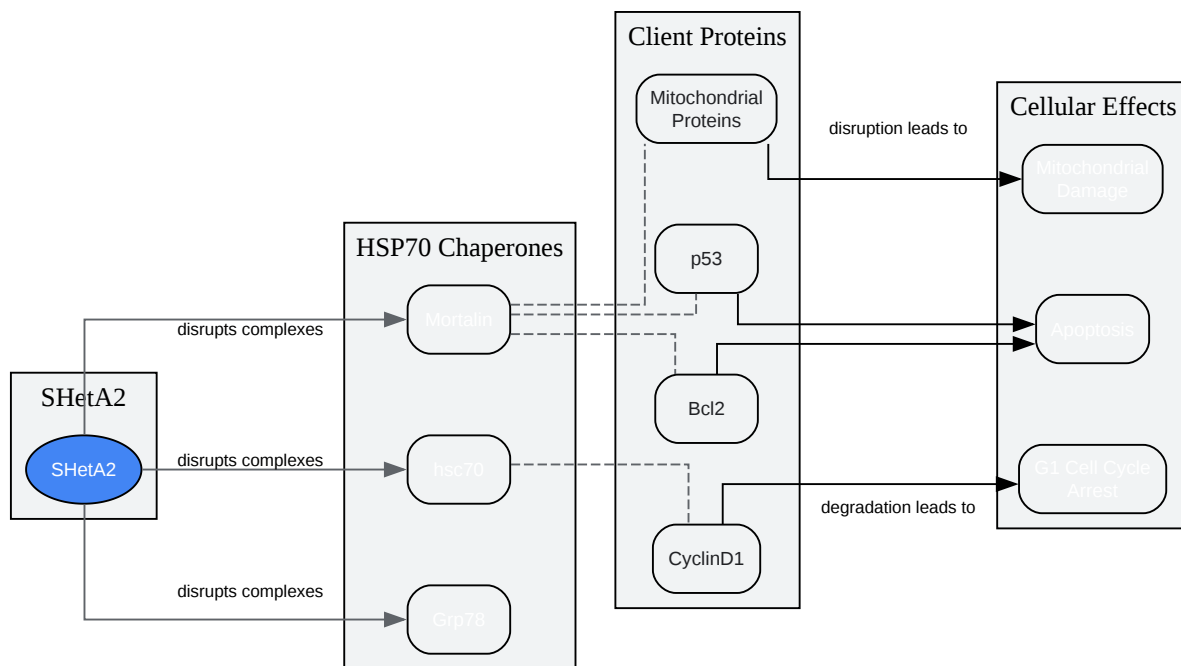 Client Proteins
Mitochondrial
Proteins
p53
Bcl2
CyclinD1
HSP70 Chaperones
Mortalin
hsc70
Grp78
SHetA2
SHetA2
disrupts complexes
disrupts complexes
disrupts complexes
disruption leads to
degradation leads to
Cellular Effects
Mitochondrial
Damage
Apoptosis
G1 Cell Cycle
Arrest